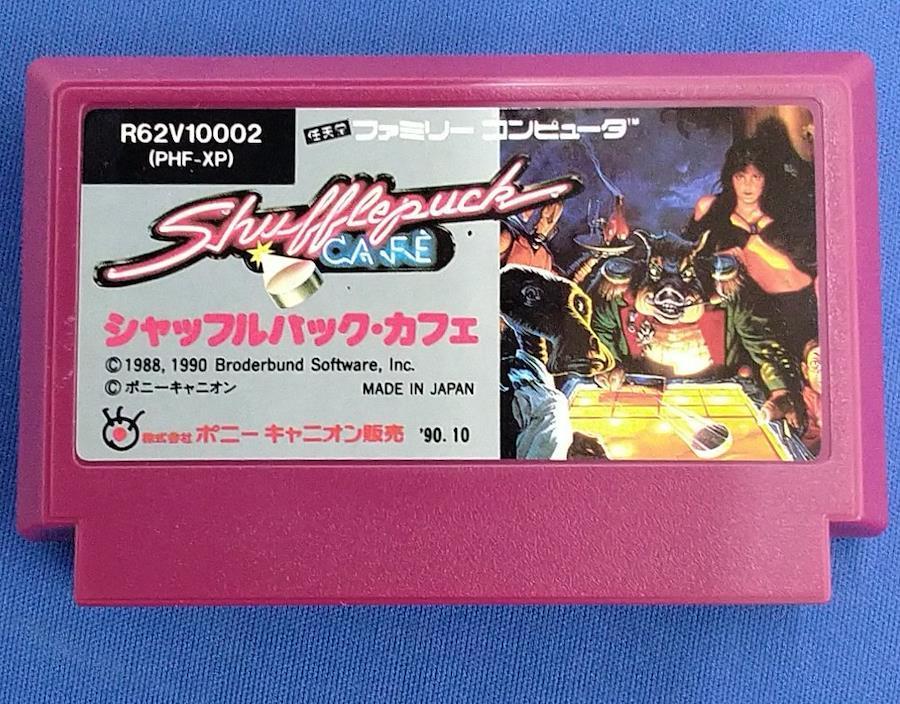 R62V10002
(PHF-XP)
任天堂 ファミリー コンピュータ™
Shufflepuck
CAFÉ
シャッフルパック・カフェ
©1988, 1990 Broderbund Software, Inc.
© ポニーキャニオン MADE IN JAPAN
株式会社 ポニーキャニオン販売 '90.10